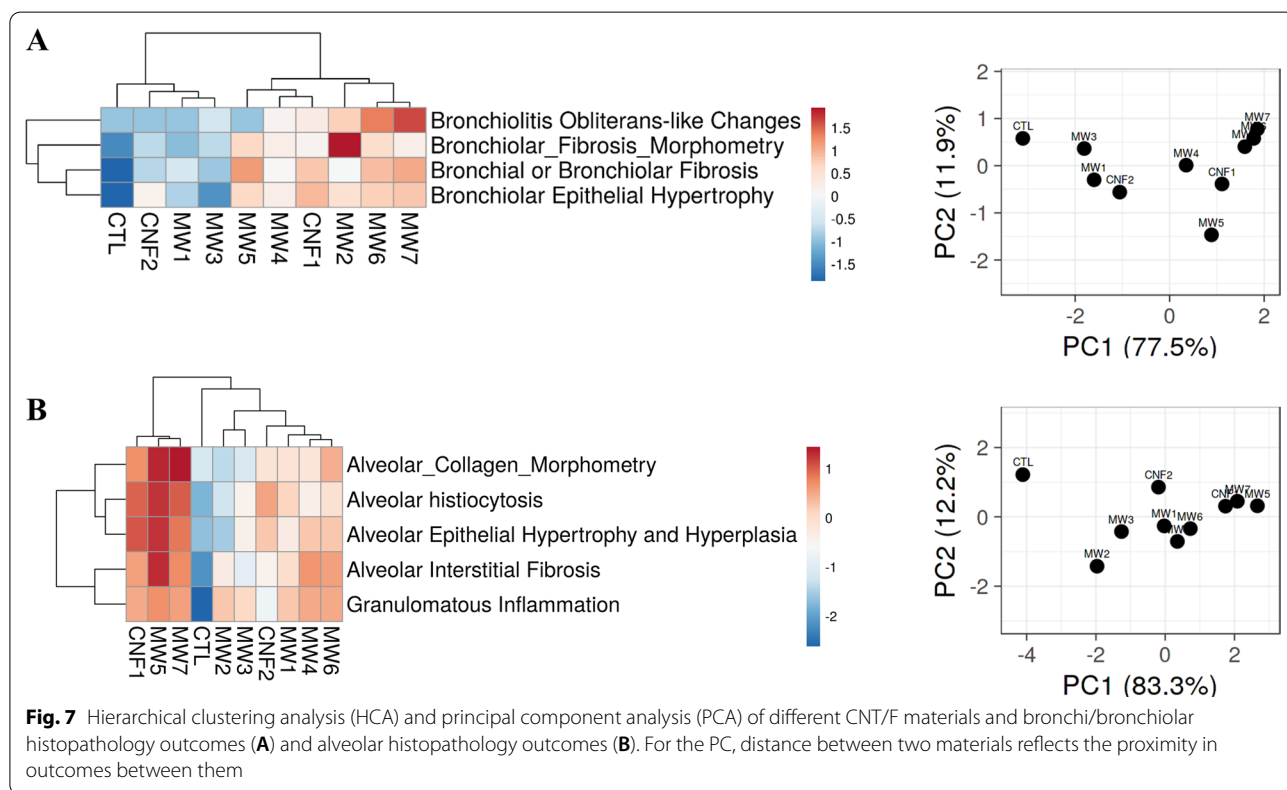 A
Bronchiolitis Obliterans-like Changes
Bronchiolar_Fibrosis_Morphometry
Bronchial or Bronchiolar Fibrosis
Bronchiolar Epithelial Hypertrophy
CTL
CNF2
MW1
MW3
MW5
MW4
CNF1
MW2
MW6
MW7
1.5
1
0.5
0
-0.5
-1
-1.5
PC2 (11.9%)
2
1
0
-1
-2
CTL
MW3
MW1
CNF2
MW4
CNF1
MW5
MW7
-2
0
2
PC1 (77.5%)
B
Alveolar_Collagen_Morphometry
Alveolar histiocytosis
Alveolar Epithelial Hypertrophy and Hyperplasia
Alveolar Interstitial Fibrosis
Granulomatous Inflammation
CNF1
MW5
MW7
CTL
MW2
MW3
CNF2
MW1
MW4
MW6
1
0
-1
-2
PC2 (12.2%)
2
0
-2
CTL
CNF2
MW7
MW5
MW1
MW6
MW3
MW2
-4
-2
0
2
PC1 (83.3%)
Fig. 7 Hierarchical clustering analysis (HCA) and principal component analysis (PCA) of different CNT/F materials and bronchi/bronchiolar
histopathology outcomes (A) and alveolar histopathology outcomes (B). For the PC, distance between two materials reflects the proximity in
outcomes between them